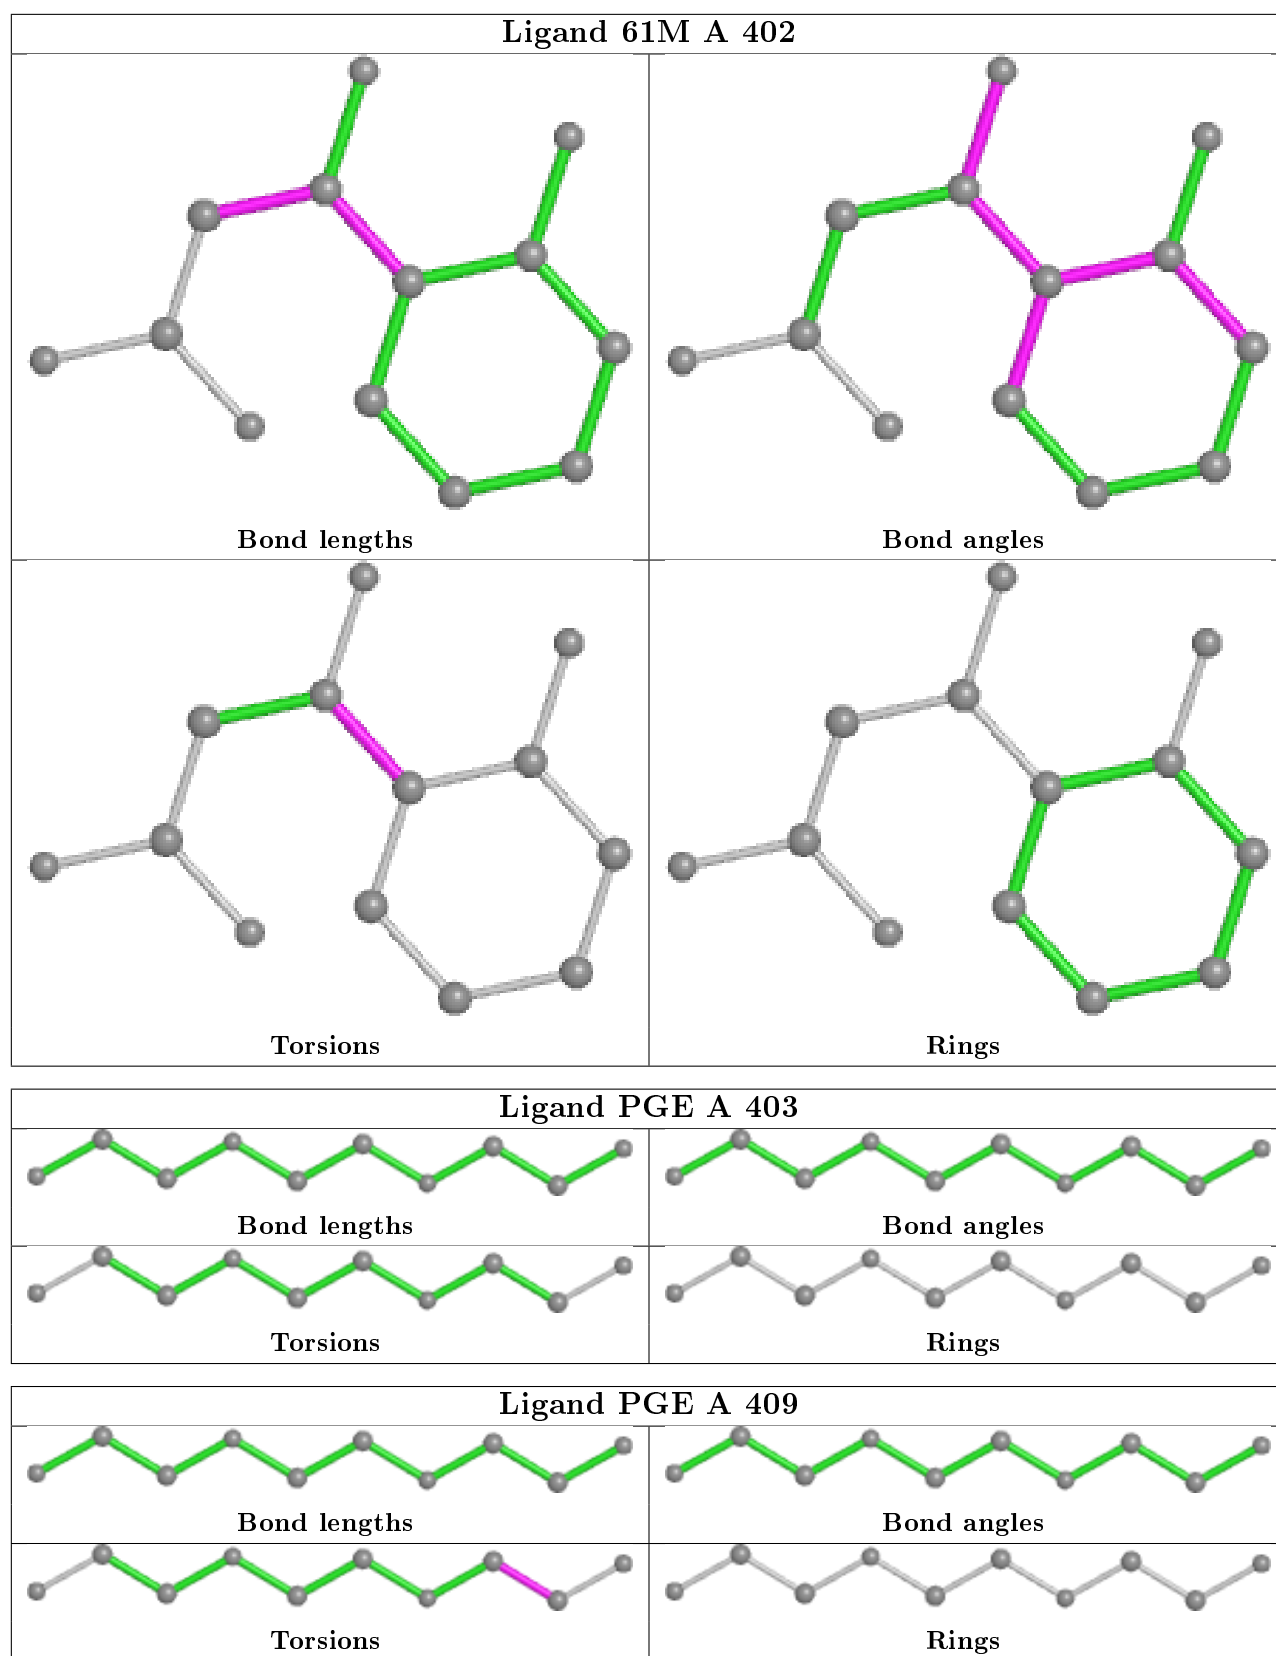 Ligand 61M A 402
Bond lengths
Bond angles
Torsions
Rings
Ligand PGE A 403
Bond lengths
Bond angles
Torsions
Rings
Ligand PGE A 409
Bond lengths
Bond angles
Torsions
Rings